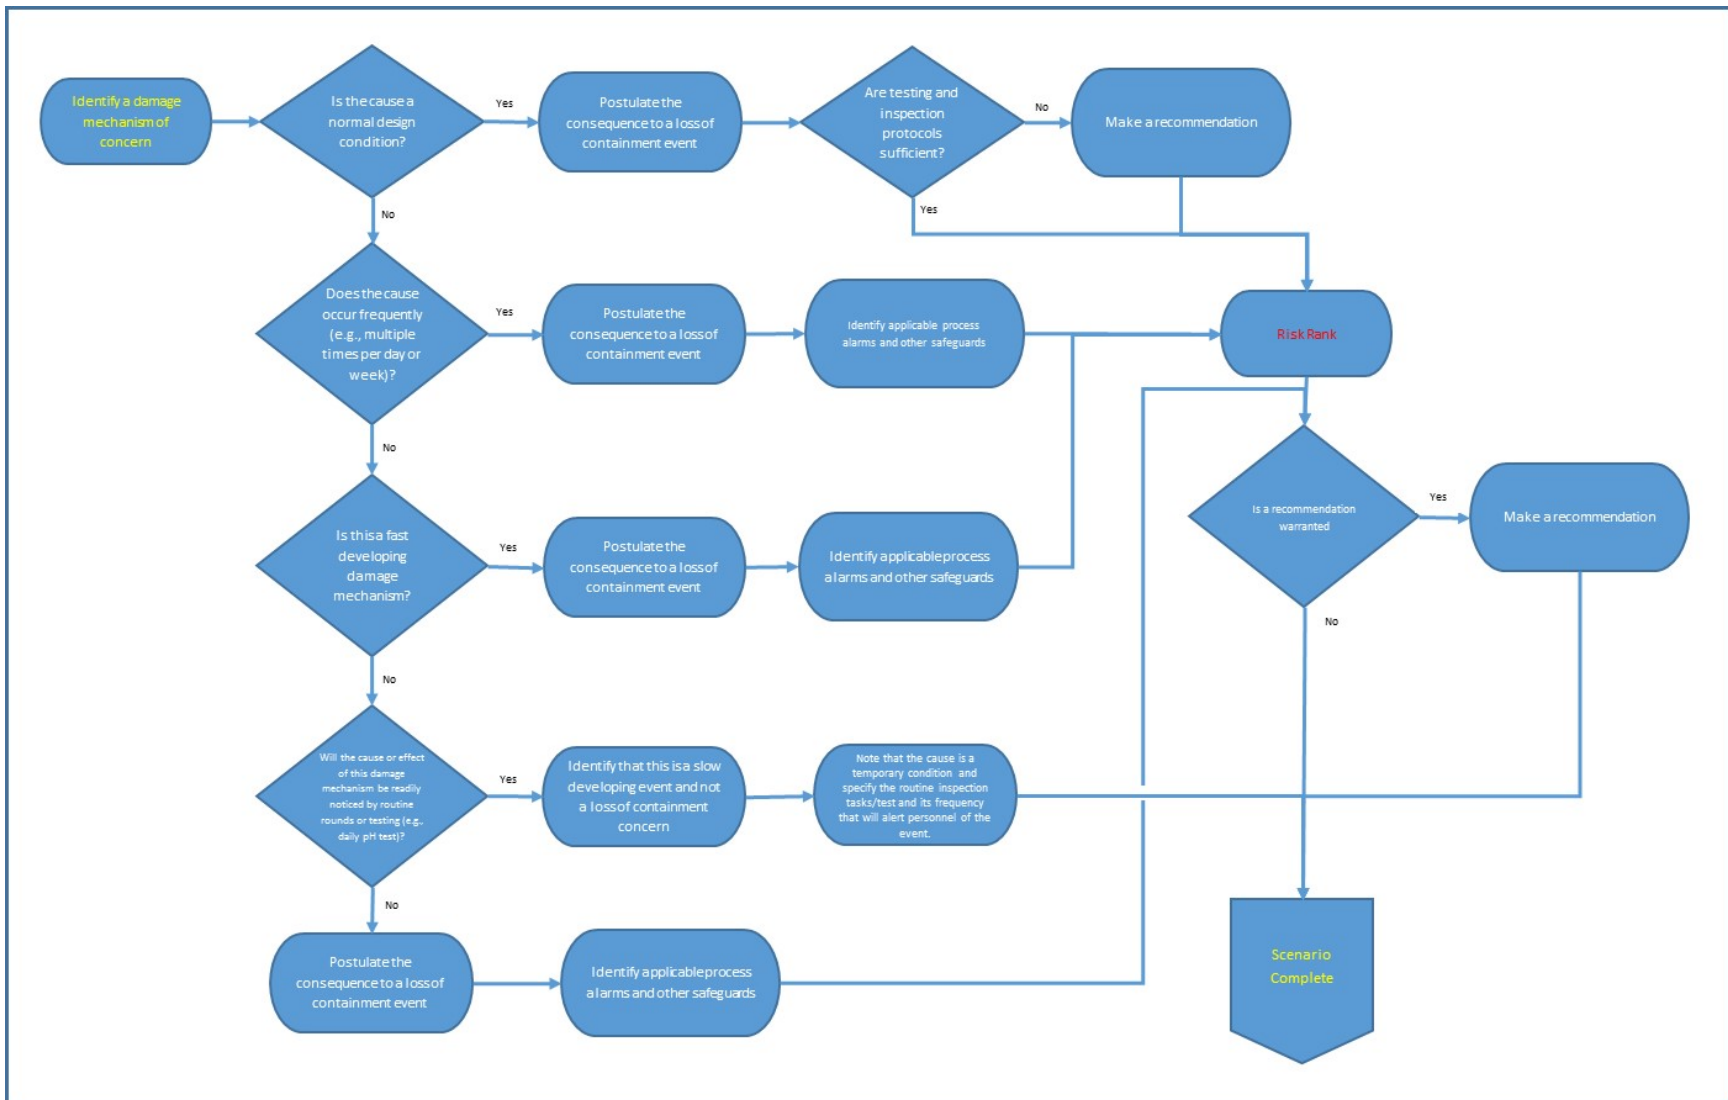 Identify a damage
mechanism of
concern
Is the cause a
normal design
condition?
Yes
Postulate the
consequence to a loss of
containment event
Are testing and
inspection
protocols
sufficient?
No
Make a recommendation
No
Yes
Does the cause
occur frequently
(e.g., multiple
times per day or
week)?
Yes
Postulate the
consequence to a loss of
containment event
Identify applicable process
alarms and other safeguards
Risk Rank
No
Is this a fast
developing
damage
mechanism?
Yes
Postulate the
consequence to a loss of
containment event
Identify applicable process
alarms and other safeguards
Is a recommendation
warranted
Yes
Make a recommendation
No
No
Will the cause or effect
of this damage
mechanism be readily
noticed by routine
rounds or testing (e.g.,
daily pH test)?
Yes
Identify that this is a slow
developing event and not
a loss of containment
concern
Note that the cause is a
temporary condition and
specify the routine inspection
tasks/test and its frequency
that will alert personnel of the
event.
No
Postulate the
consequence to a loss of
containment event
Identify applicable process
alarms and other safeguards
Scenario
Complete